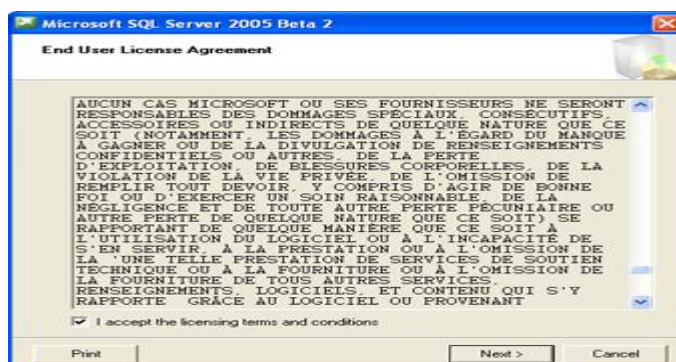 Microsoft SQL Server 2005 Beta 2
End User License Agreement
AUCUN CAS MICROSOFT OU SES FOURNISSEURS NE SERONT
RESPONSABLES DES DOMMAGES SPÉCIAUX, CONSÉCUTIFS,
ACCESSOIRES OU INDIRECTS DE QUELQUE NATURE QUE CE
SOIT (NOTAMMENT, LES DOMMAGES À L'ÉGARD DU MANQUE
À GAGNER OU DE LA DIVULGATION DE RENSEIGNEMENTS
CONFIDENTIELS OU AUTRES, DE LA PERTE
D'EXPLOITATION, DE BLESSURES CORPORELLES, DE LA
VIOLATION DE LA VIE PRIVÉE, DE L'OMISSION DE
REMPLIR TOUT DEVOIR, Y COMPRIS D'AGIR DE BONNE
FOI OU D'EXERCER UN SOIN RAISONNABLE, DE LA
NÉGLIGENCE ET DE TOUTE AUTRE PERTE PÉCUNIAIRE OU
AUTRE PERTE DE QUELQUE NATURE QUE CE SOIT) SE
RAPPORTANT DE QUELQUE MANIÈRE QUE CE SOIT À
L'UTILISATION DU LOGICIEL OU À L'INCAPACITÉ DE
S'EN SERVIR, À LA PRESTATION OU À L'OMISSION DE
LA 'UNE TELLE PRESTATION DE SERVICES DE SOUTIEN
TECHNIQUE OU À LA FOURNITURE OU À L'OMISSION DE
LA FOURNITURE DE TOUS AUTRES SERVICES,
RENSEIGNEMENTS, LOGICIELS, ET CONTENU QUI S'Y
RAPPORTE GRÂCE AU LOGICIEL OU PROVENANT
I accept the licensing terms and conditions
Print
Next >
Cancel